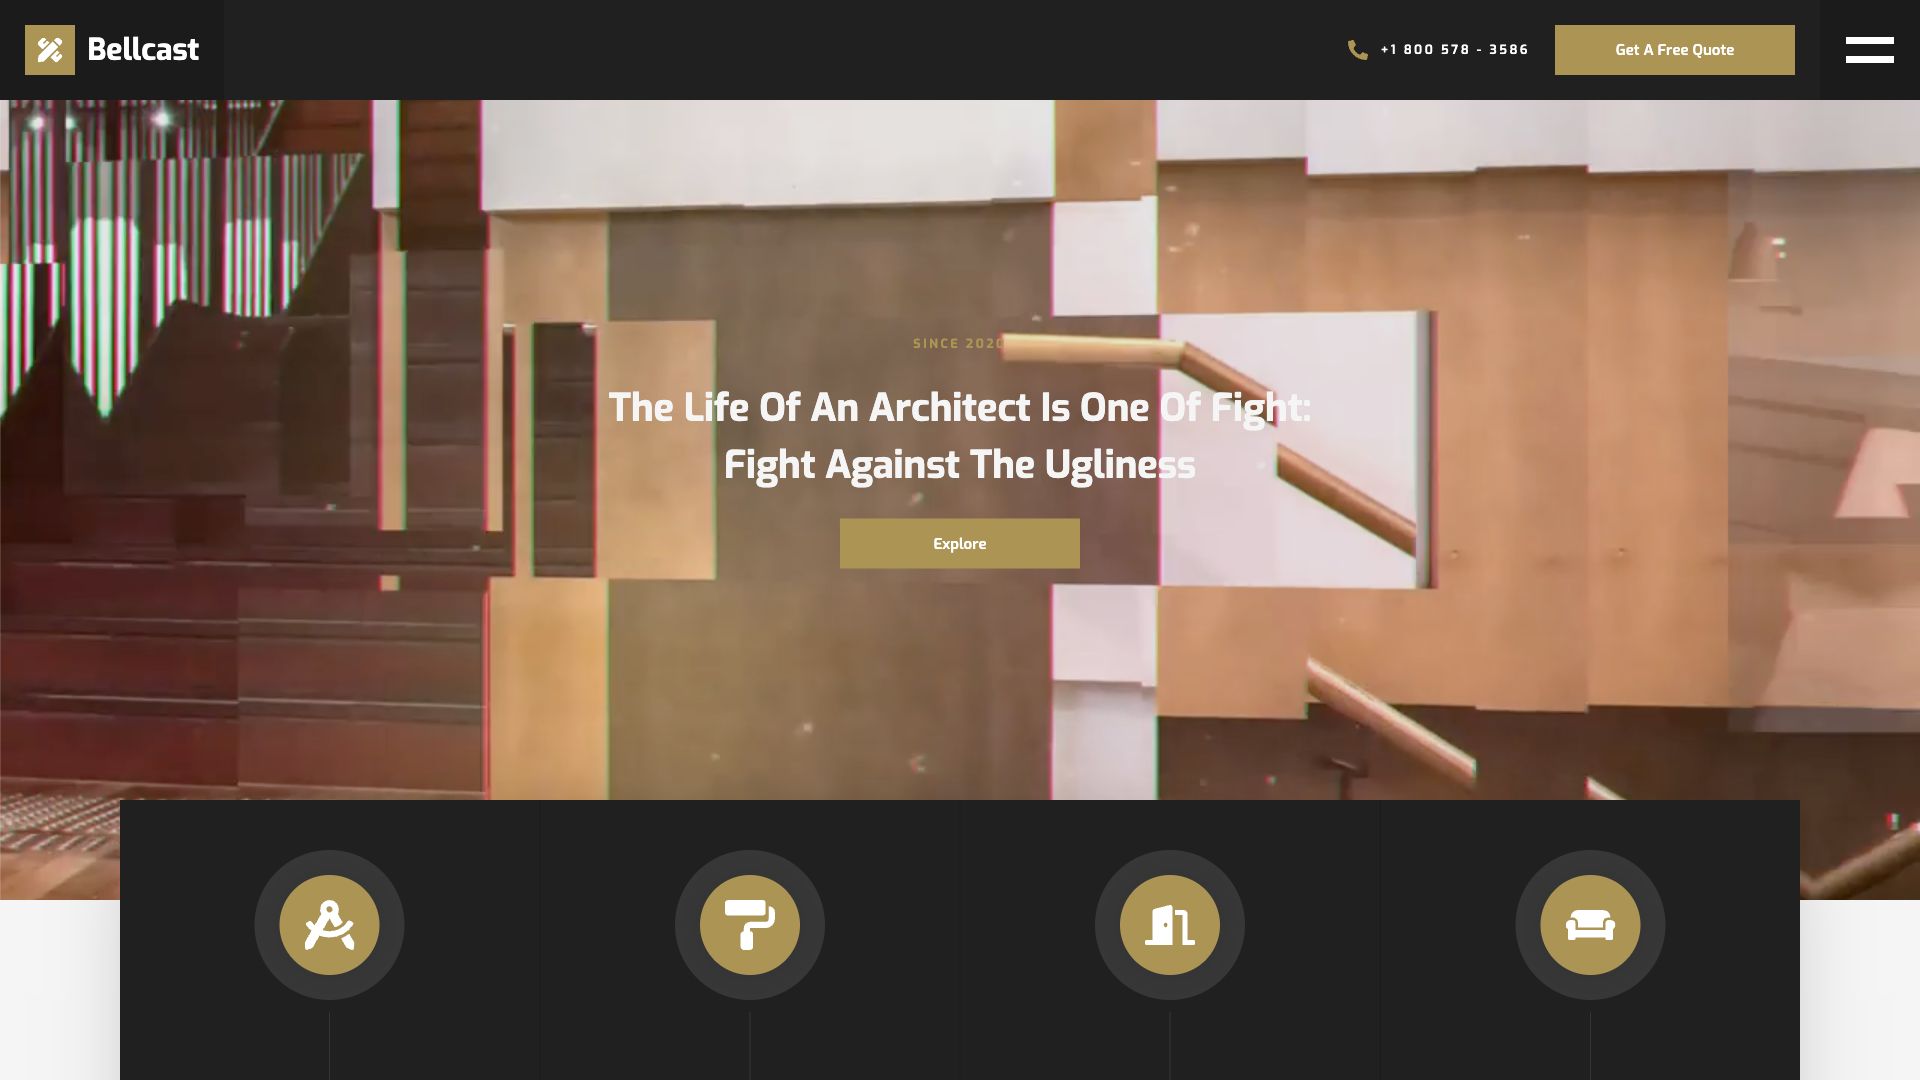 Bellcast
+1 800 578 - 3586
Get A Free Quote
SINCE 2020
The Life Of An Architect Is One Of Fight:
Fight Against The Ugliness
Explore